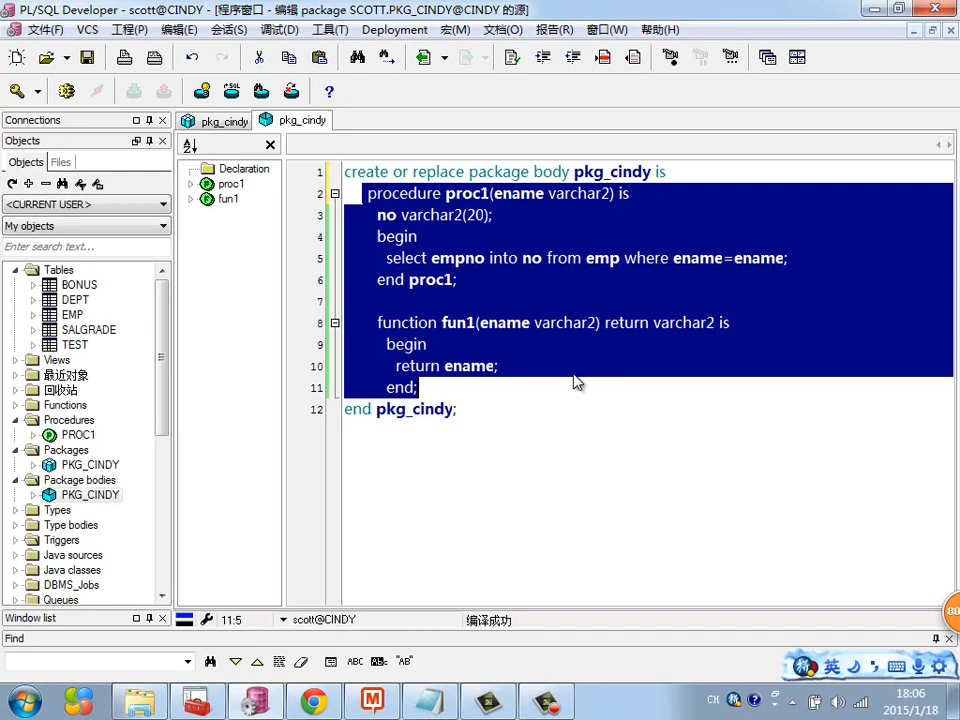 PL/SQL Developer - scott@CINDY - [程序窗口 - 编辑 package SCOTT.PKG_CINDY@CINDY 的源]
文件(F) VCS 工程(P) 编辑(E) 会话(S) 调试(D) 工具(T) Deployment 宏(M) 文档(O) 报告(R) 窗口(W) 帮助(H)
SQL
Connections
Objects
Objects Files
<CURRENT USER>
My objects
Enter search text...
Tables
BONUS
DEPT
EMP
SALGRADE
TEST
Views
最近对象
回收站
Functions
Procedures
PROC1
Packages
PKG_CINDY
Package bodies
PKG_CINDY
Types
Type bodies
Triggers
Java sources
Java classes
DBMS_Jobs
Queues
Window list
pkg_cindy pkg_cindy
Declaration
proc1
fun1
1 create or replace package body pkg_cindy is
2 procedure proc1(ename varchar2) is
3 no varchar2(20);
4 begin
5 select empno into no from emp where ename=ename;
6 end proc1;
7
8 function fun1(ename varchar2) return varchar2 is
9 begin
10 return ename;
11 end;
12 end pkg_cindy;
11:5 scott@CINDY 编译成功
Find
ABC "AB"
英
80
CH 18:06
2015/1/18